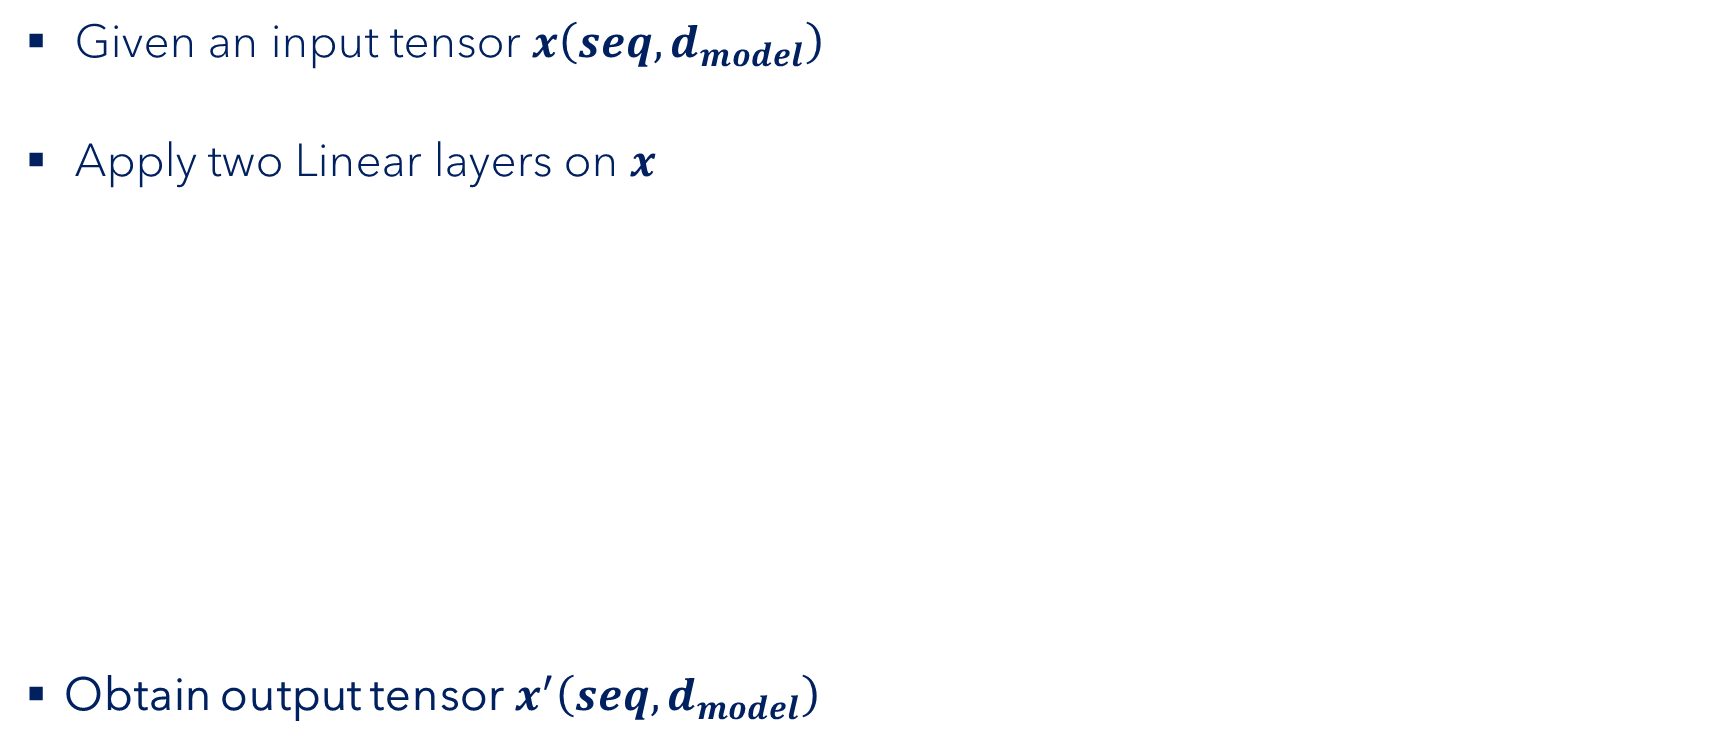 ▪ Given an input tensor x(seq, d_model)
▪ Apply two Linear layers on x
▪ Obtain output tensor x′(seq, d_model)